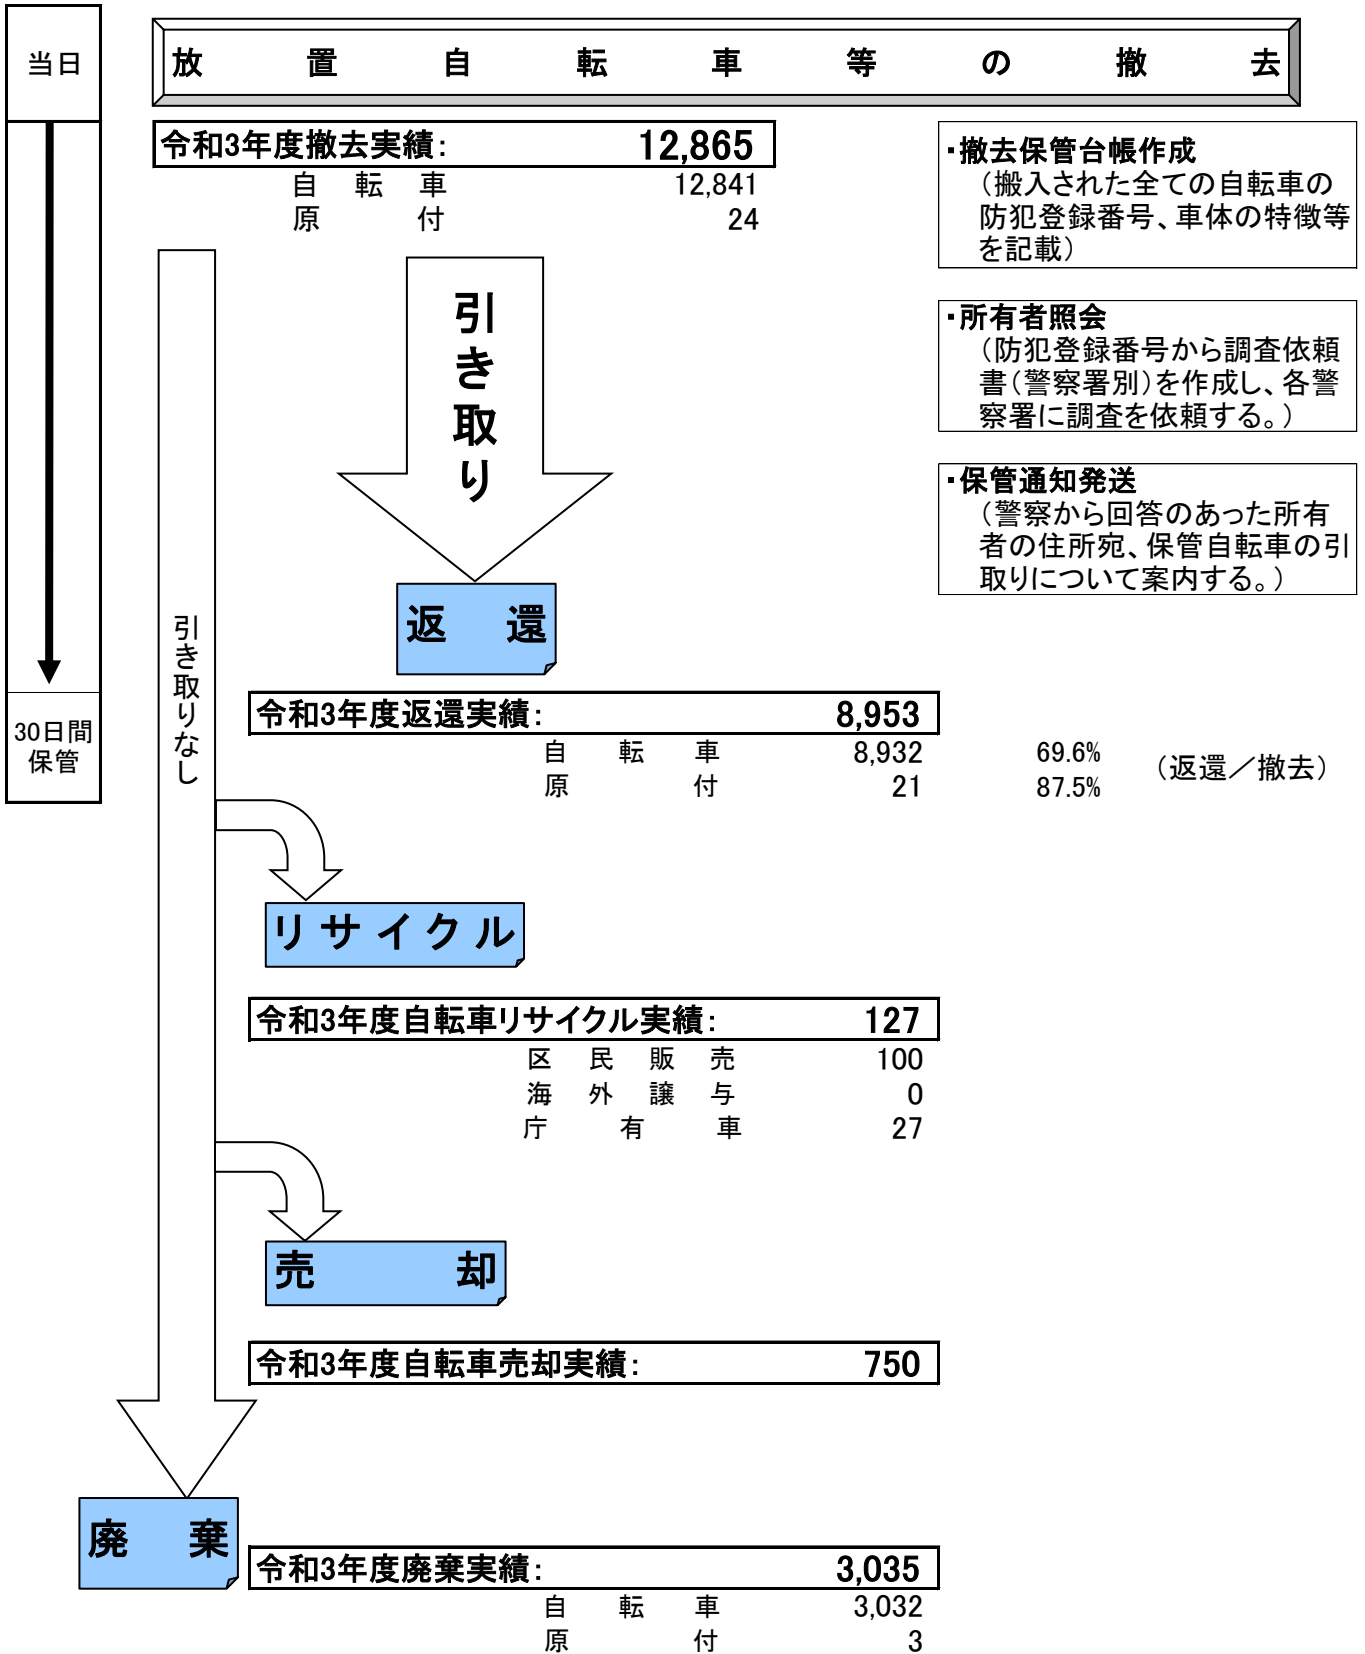 当日
放置自転車等の撤去
令和3年度撤去実績： 12,865
自転車 12,841
原付 24
・撤去保管台帳作成
（搬入された全ての自転車の
防犯登録番号、車体の特徴等
を記載）
・所有者照会
（防犯登録番号から調査依頼
書（警察署別）を作成し、各警
察署に調査を依頼する。）
・保管通知発送
（警察から回答のあった所有
者の住所宛、保管自転車の引
取りについて案内する。）
引き取り
返還
引き取りなし
30日間
保管
令和3年度返還実績： 8,953
自転車 8,932 69.6%
（返還／撤去）
原付 21 87.5%
リサイクル
令和3年度自転車リサイクル実績： 127
区民販売 100
海外譲与 0
庁有車 27
売却
令和3年度自転車売却実績： 750
廃棄
令和3年度廃棄実績： 3,035
自転車 3,032
原付 3